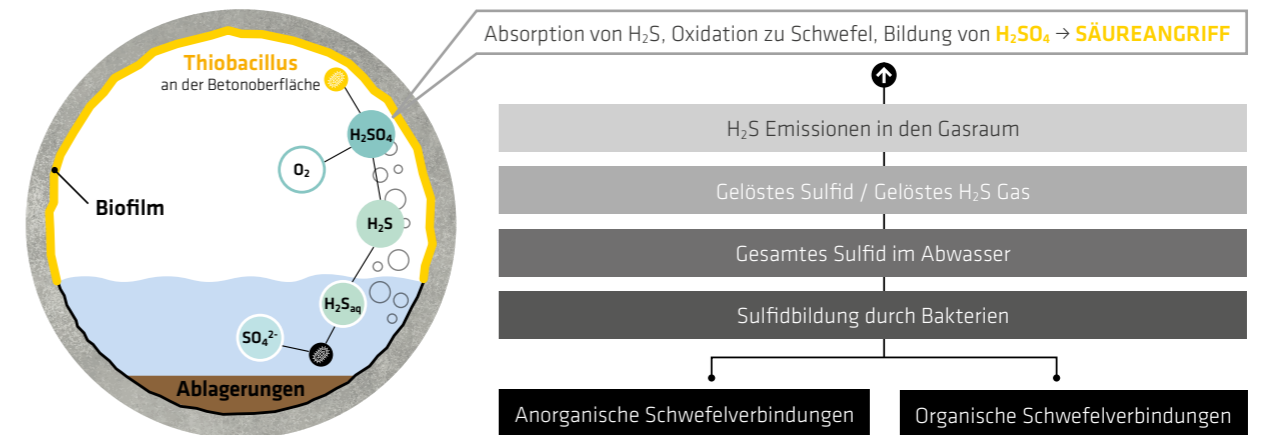 Absorption von H₂S, Oxidation zu Schwefel, Bildung von H₂SO₄ → SÄUREANGRIFF
Thiobacillus
an der Betonoberfläche
H₂SO₄
O₂
Biofilm
H₂S
H₂Saq
SO₄²⁻
Ablagerungen
H₂S Emissionen in den Gasraum
Gelöstes Sulfid / Gelöstes H₂S Gas
Gesamtes Sulfid im Abwasser
Sulfidbildung durch Bakterien
Anorganische Schwefelverbindungen
Organische Schwefelverbindungen